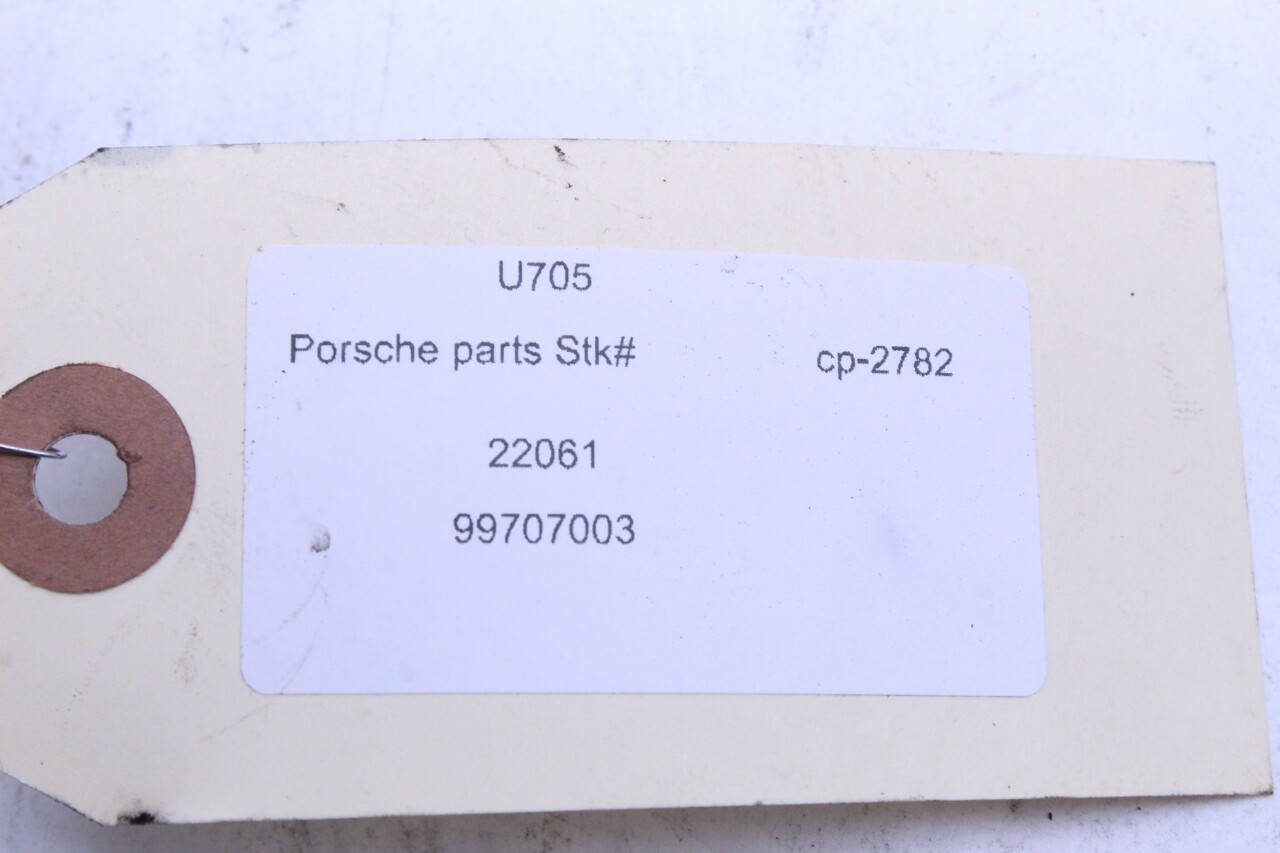 U705
Porsche parts Stk# cp-2782
22061
99707003